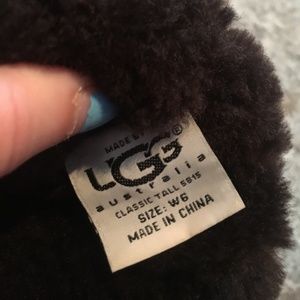 MADE BY
UGG®
australia
CLASSIC TALL 5815
SIZE: W6
MADE IN CHINA